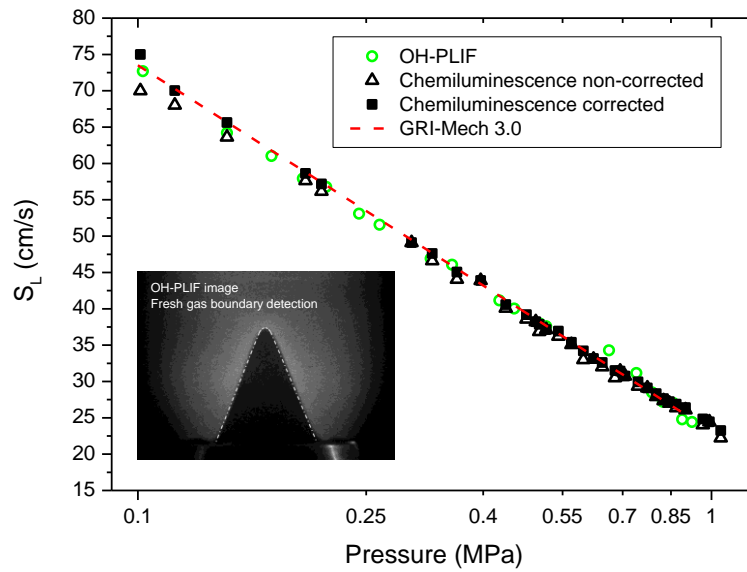 80
75
70
65
60
55
50
45
40
35
30
25
20
15
S_L (cm/s)
OH-PLIF
Chemiluminescence non-corrected
Chemiluminescence corrected
GRI-Mech 3.0
OH-PLIF image
Fresh gas boundary detection
0.1 0.25 0.4 0.55 0.7 0.85 1
Pressure (MPa)